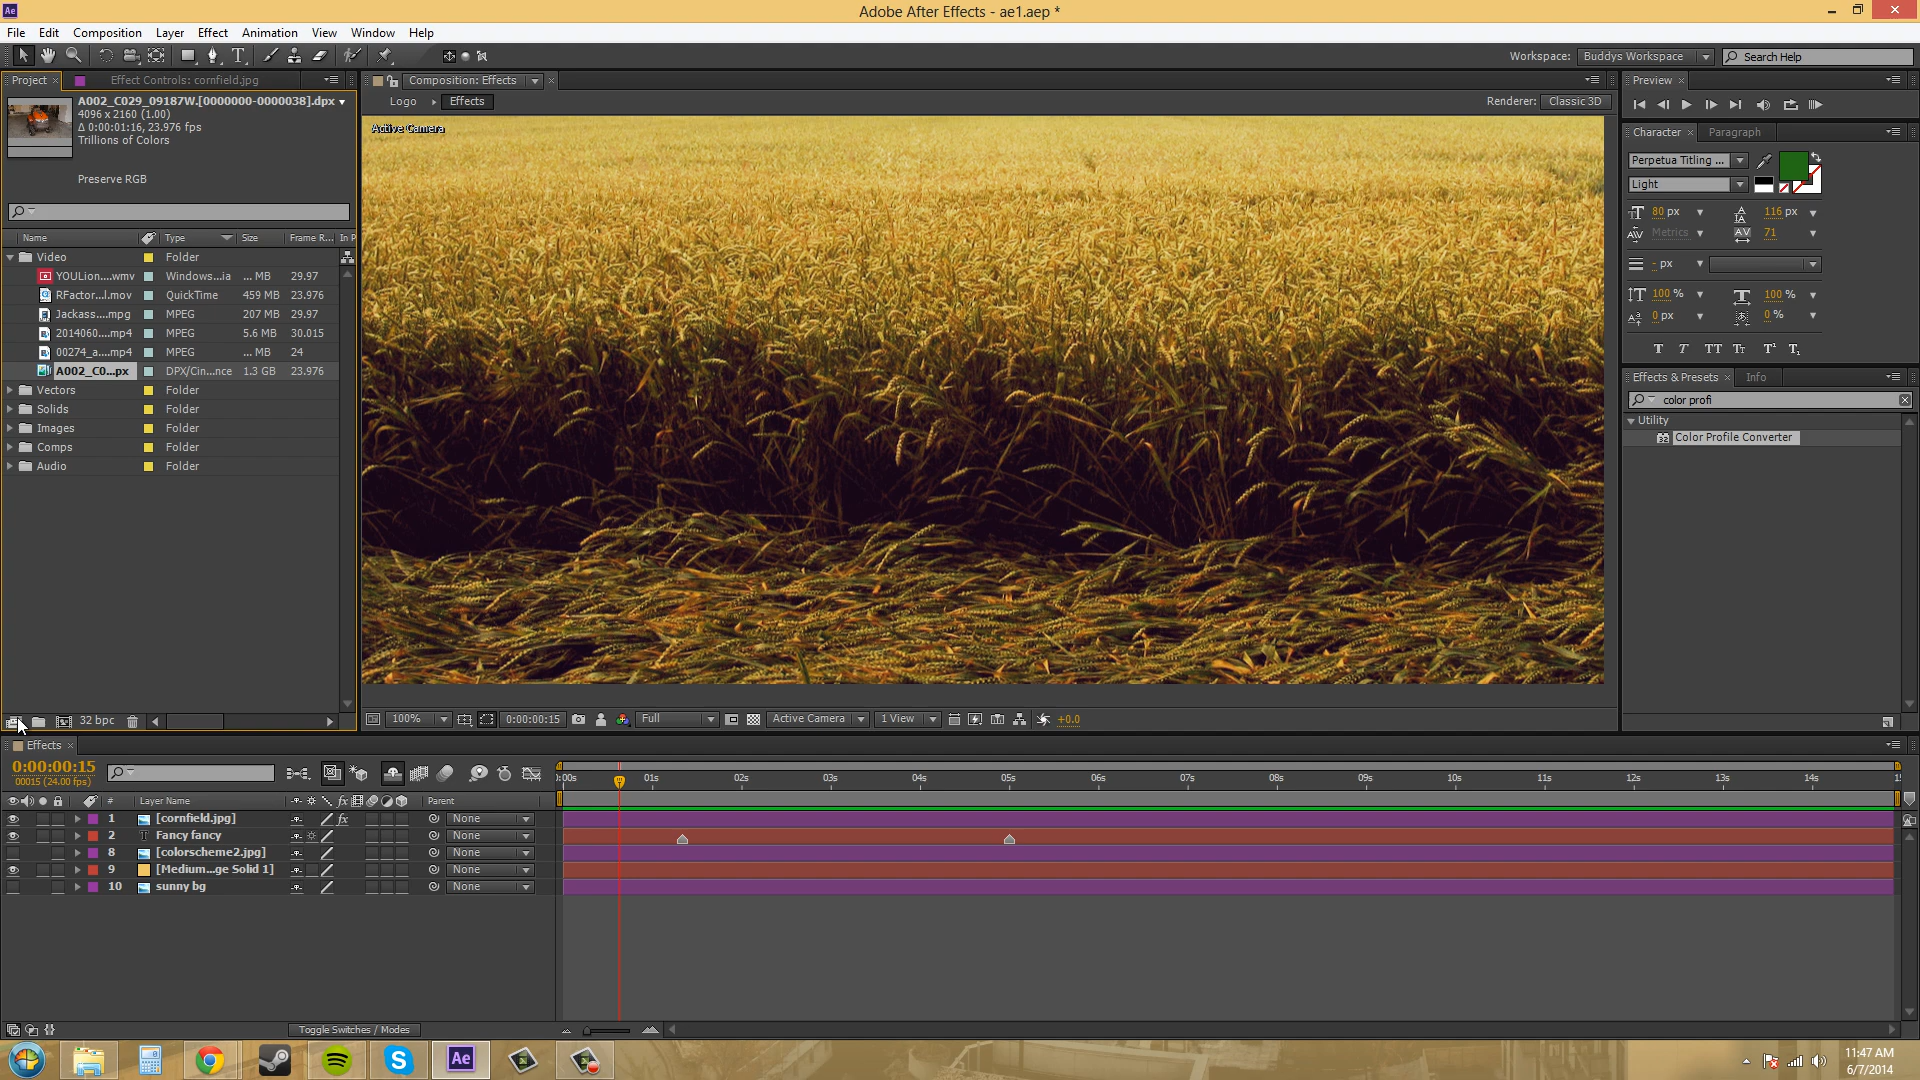 Adobe After Effects - ae1.aep *
File Edit Composition Layer Effect Animation View Window Help
Workspace: Buddys Workspace Search Help
Project Effect Controls: cornfield.jpg
A002_C029_09187W.[0000000-0000038].dpx
4096 x 2160 (1.00)
Δ 0:00:01:16, 23.976 fps
Trillions of Colors
Preserve RGB
Name Type Size Frame R... In P
Video Folder
YOULion....wmv Windows...ia ... MB 29.97
RFactor...l.mov QuickTime 459 MB 23.976
Jackass....mpg MPEG 207 MB 29.97
2014060....mp4 MPEG 5.6 MB 30.015
00274_a....mp4 MPEG ... MB 24
A002_C0...px DPX/Cin...nce 1.3 GB 23.976
Vectors Folder
Solids Folder
Images Folder
Comps Folder
Audio Folder
32 bpc
Composition: Effects
Logo Effects
Renderer: Classic 3D
Active Camera
100% 0:00:00:15 Full Active Camera 1 View +0.0
Preview
Character Paragraph
Perpetua Titling ...
Light
80 px 116 px
Metrics 71
- px
100 % 100 %
0 px 0 %
T T TT Tr T¹ T₁
Effects & Presets Info
color profi
Utility
Color Profile Converter
Effects
0:00:00:15
00015 (24.00 fps)
# Layer Name Parent
1 [cornfield.jpg] None
2 Fancy fancy None
8 [colorscheme2.jpg] None
9 [Medium...ge Solid 1] None
10 sunny bg None
):00s 01s 02s 03s 04s 05s 06s 07s 08s 09s 10s 11s 12s 13s 14s 1
Toggle Switches / Modes
11:47 AM
6/7/2014